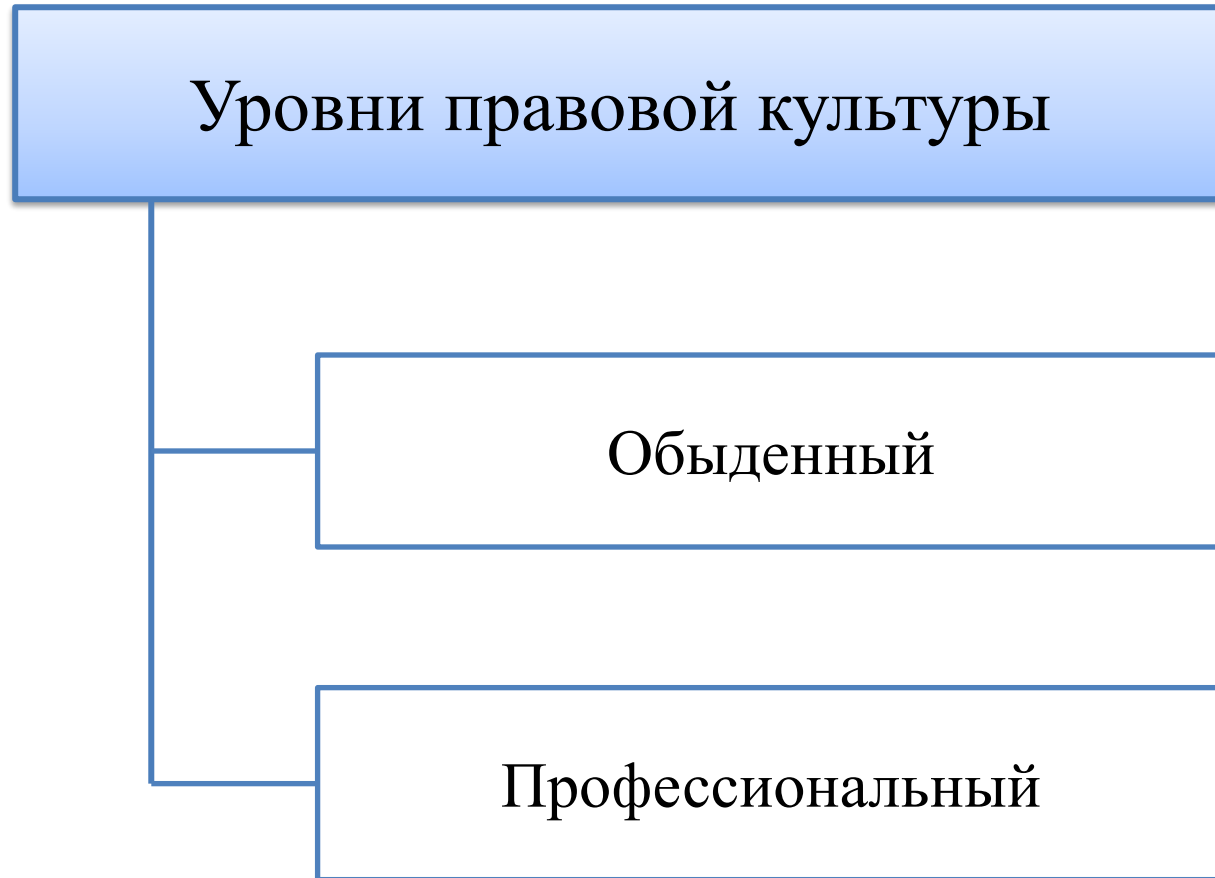 Уровни правовой культуры
Обыденный
Профессиональный